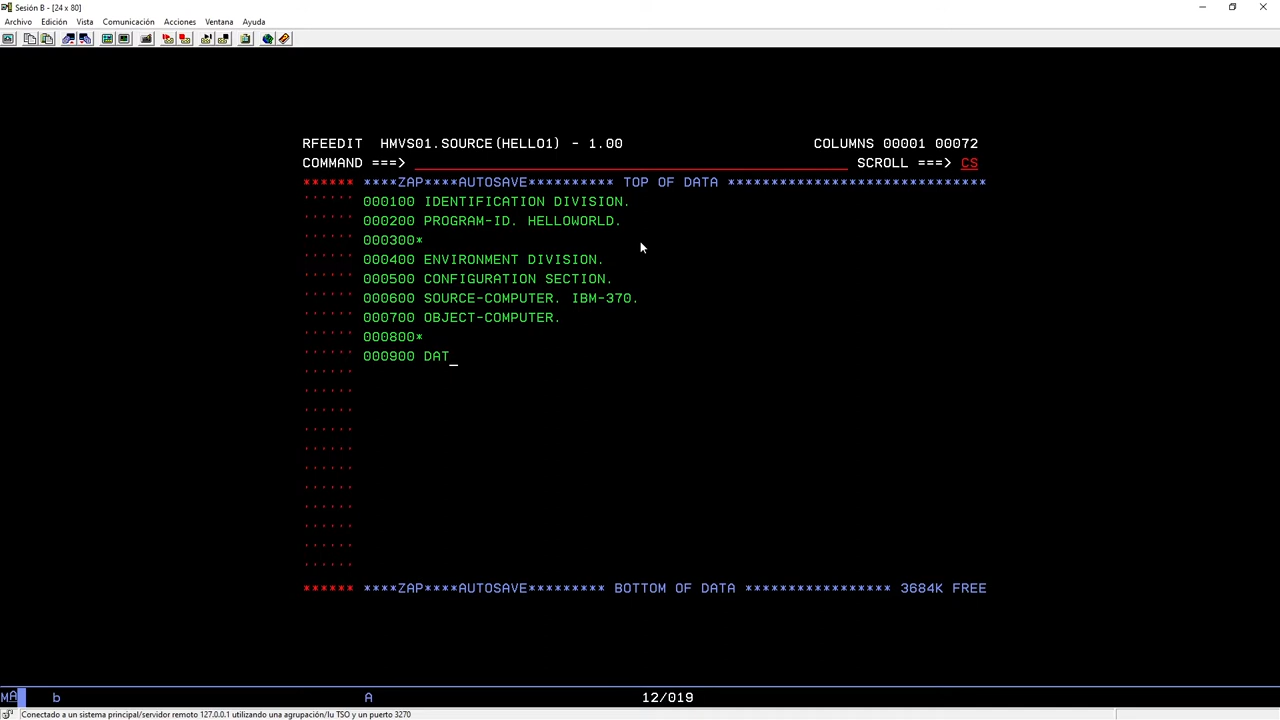 Sesión B - [24 x 80]
Archivo Edición Vista Comunicación Acciones Ventana Ayuda
RFEEDIT HMVS01.SOURCE(HELLO1) - 1.00 COLUMNS 00001 00072
COMMAND ===> SCROLL ===> CS
****** ****ZAP****AUTOSAVE********** TOP OF DATA ******************************
'''''' 000100 IDENTIFICATION DIVISION.
'''''' 000200 PROGRAM-ID. HELLOWORLD.
'''''' 000300*
'''''' 000400 ENVIRONMENT DIVISION.
'''''' 000500 CONFIGURATION SECTION.
'''''' 000600 SOURCE-COMPUTER. IBM-370.
'''''' 000700 OBJECT-COMPUTER.
'''''' 000800*
'''''' 000900 DAT_
''''''
''''''
''''''
''''''
''''''
''''''
''''''
''''''
''''''
''''''
''''''
****** ****ZAP****AUTOSAVE********* BOTTOM OF DATA ***************** 3684K FREE
MA b A 12/019
Conectado a un sistema principal/servidor remoto 127.0.0.1 utilizando una agrupación/lu TSO y un puerto 3270